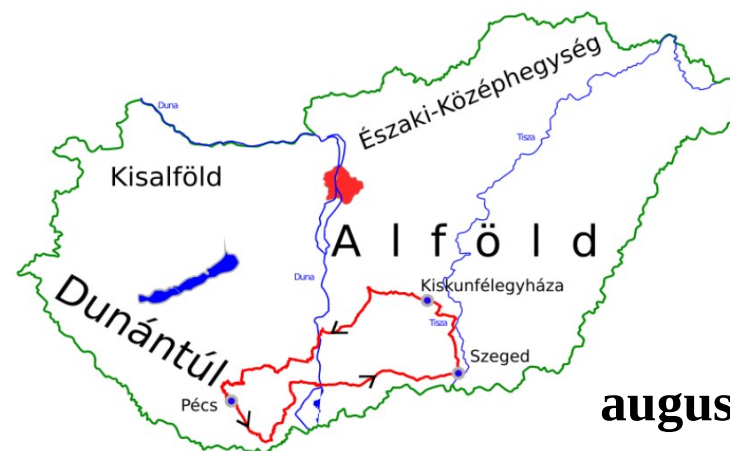 Duna
Északi-Középhegység
Tisza
Kisalföld
Alföld
Duna
Kiskunfélegyháza
Dunántúl
Tisza
Szeged
Pécs
augus